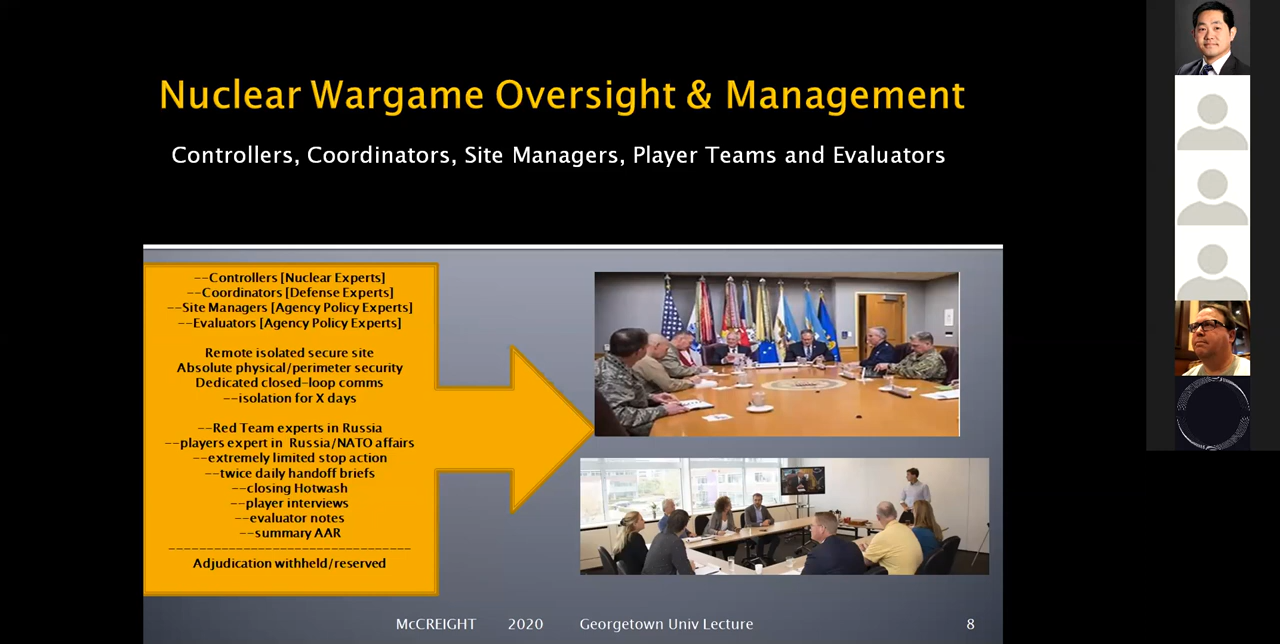 Nuclear Wargame Oversight & Management
Controllers, Coordinators, Site Managers, Player Teams and Evaluators
--Controllers [Nuclear Experts]
--Coordinators [Defense Experts]
--Site Managers [Agency Policy Experts]
--Evaluators [Agency Policy Experts]
Remote isolated secure site
Absolute physical/perimeter security
Dedicated closed-loop comms
--isolation for X days
--Red Team experts in Russia
--players expert in Russia/NATO affairs
--extremely limited stop action
--twice daily handoff briefs
--closing Hotwash
--player interviews
--evaluator notes
--summary AAR
--------------------------------
Adjudication withheld/reserved
McCREIGHT 2020 Georgetown Univ Lecture 8